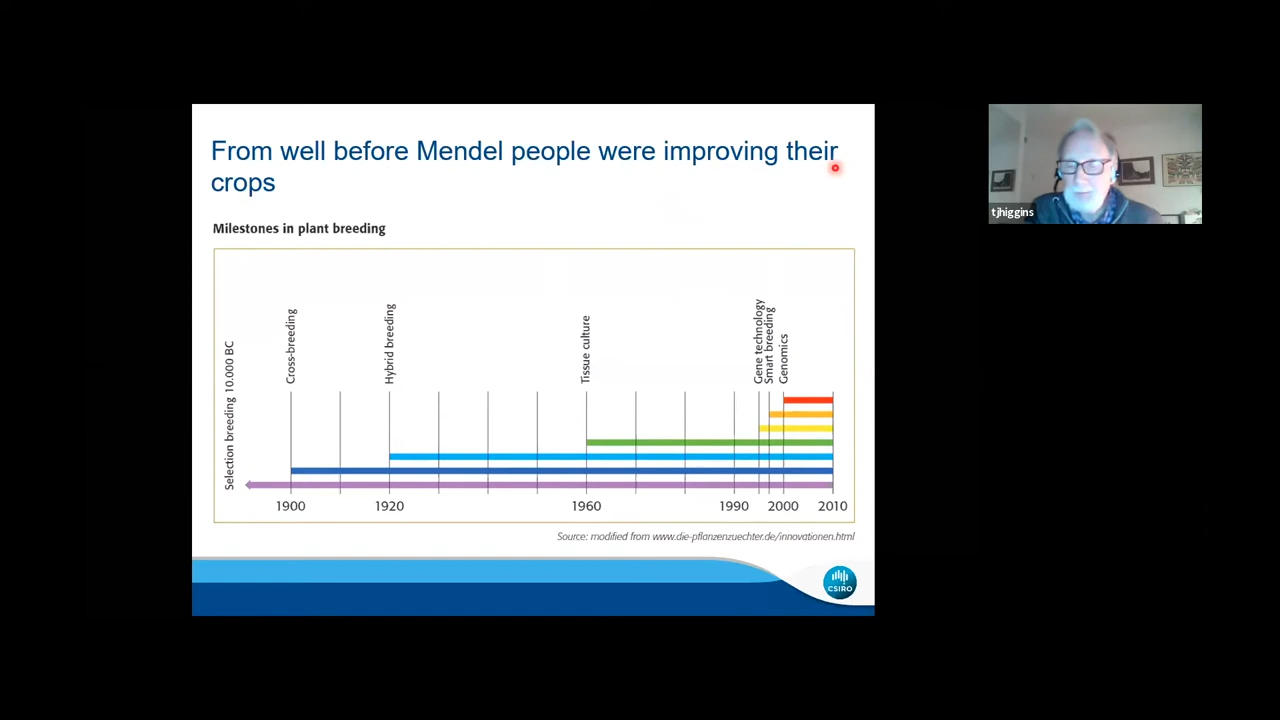 From well before Mendel people were improving their
crops
Milestones in plant breeding
Selection breeding 10.000 BC
Cross-breeding
Hybrid breeding
Tissue culture
Gene technology
Smart breeding
Genomics
1900
1920
1960
1990
2000
2010
Source: modified from www.die-pflanzenzuechter.de/innovationen.html
CSIRO
tjhiggins